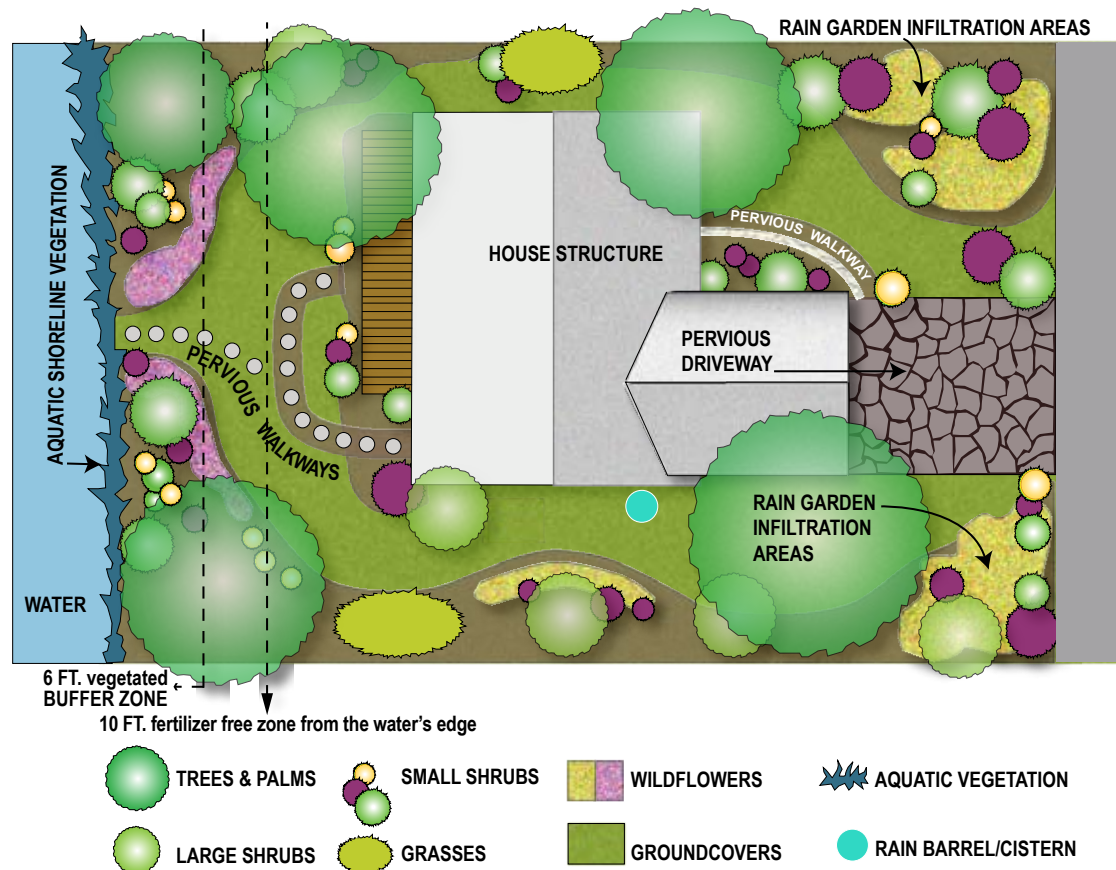 RAIN GARDEN INFILTRATION AREAS
AQUATIC SHORELINE VEGETATION
HOUSE STRUCTURE
PERVIOUS WALKWAY
PERVIOUS
DRIVEWAY
PERVIOUS WALKWAYS
RAIN GARDEN
INFILTRATION
AREAS
WATER
6 FT. vegetated
BUFFER ZONE
10 FT. fertilizer free zone from the water's edge
TREES & PALMS
SMALL SHRUBS
WILDFLOWERS
AQUATIC VEGETATION
LARGE SHRUBS
GRASSES
GROUNDCOVERS
RAIN BARREL/CISTERN